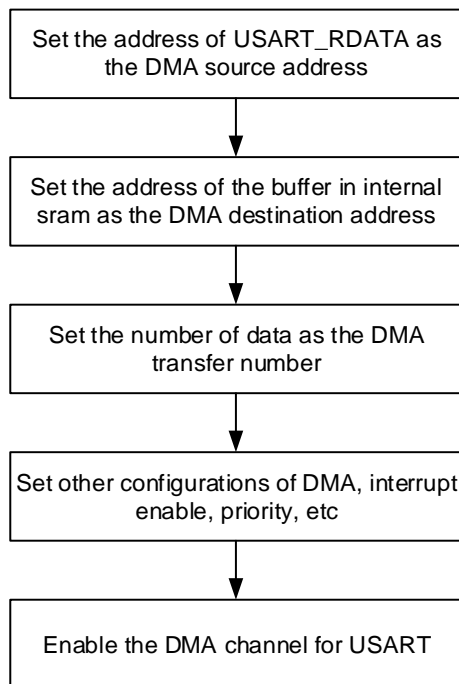 Set the address of USART_RDATA as
the DMA source address
Set the address of the buffer in internal
sram as the DMA destination address
Set the number of data as the DMA
transfer number
Set other configurations of DMA, interrupt
enable, priority, etc
Enable the DMA channel for USART